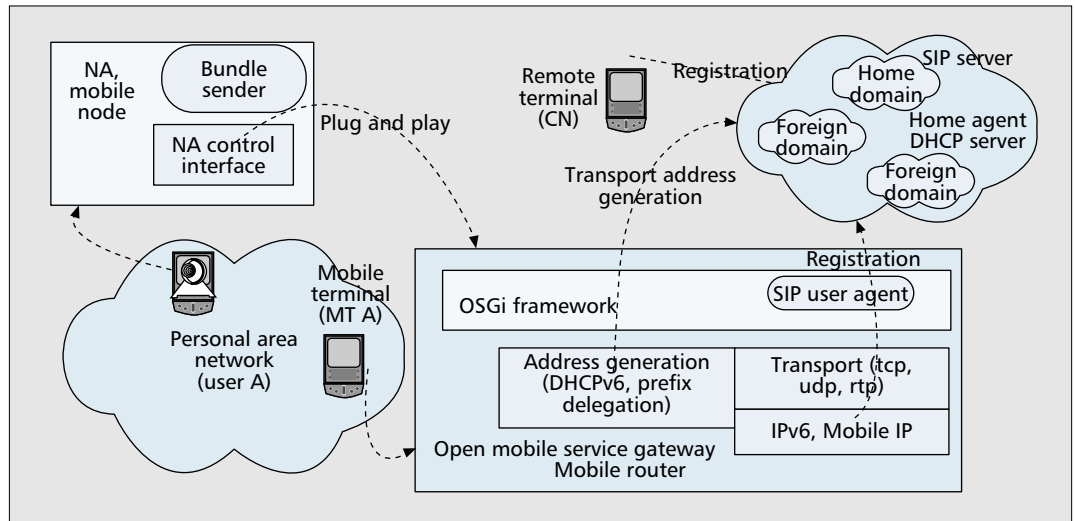 NA,
mobile
node
Bundle
sender
NA control
interface
Plug and play
Remote
terminal
(CN)
Registration
SIP server
Home
domain
Home agent
DHCP server
Foreign
domain
Foreign
domain
Transport address
generation
Mobile
terminal
(MT A)
Personal area
network
(user A)
Registration
OSGi framework
SIP user agent
Address generation
(DHCPv6, prefix
delegation)
Transport (tcp,
udp, rtp)
IPv6, Mobile IP
Open mobile service gateway
Mobile router